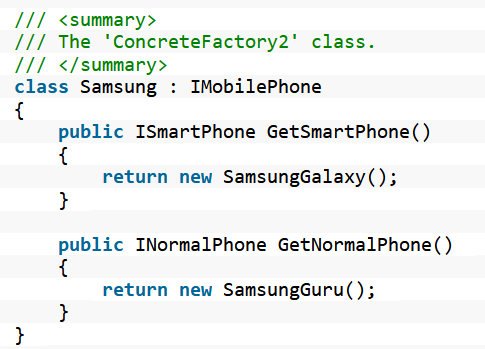 /// <summary>
/// The 'ConcreteFactory2' class.
/// </summary>
class Samsung : IMobilePhone
{
    public ISmartPhone GetSmartPhone()
    {
        return new SamsungGalaxy();
    }

    public INormalPhone GetNormalPhone()
    {
        return new SamsungGuru();
    }
}